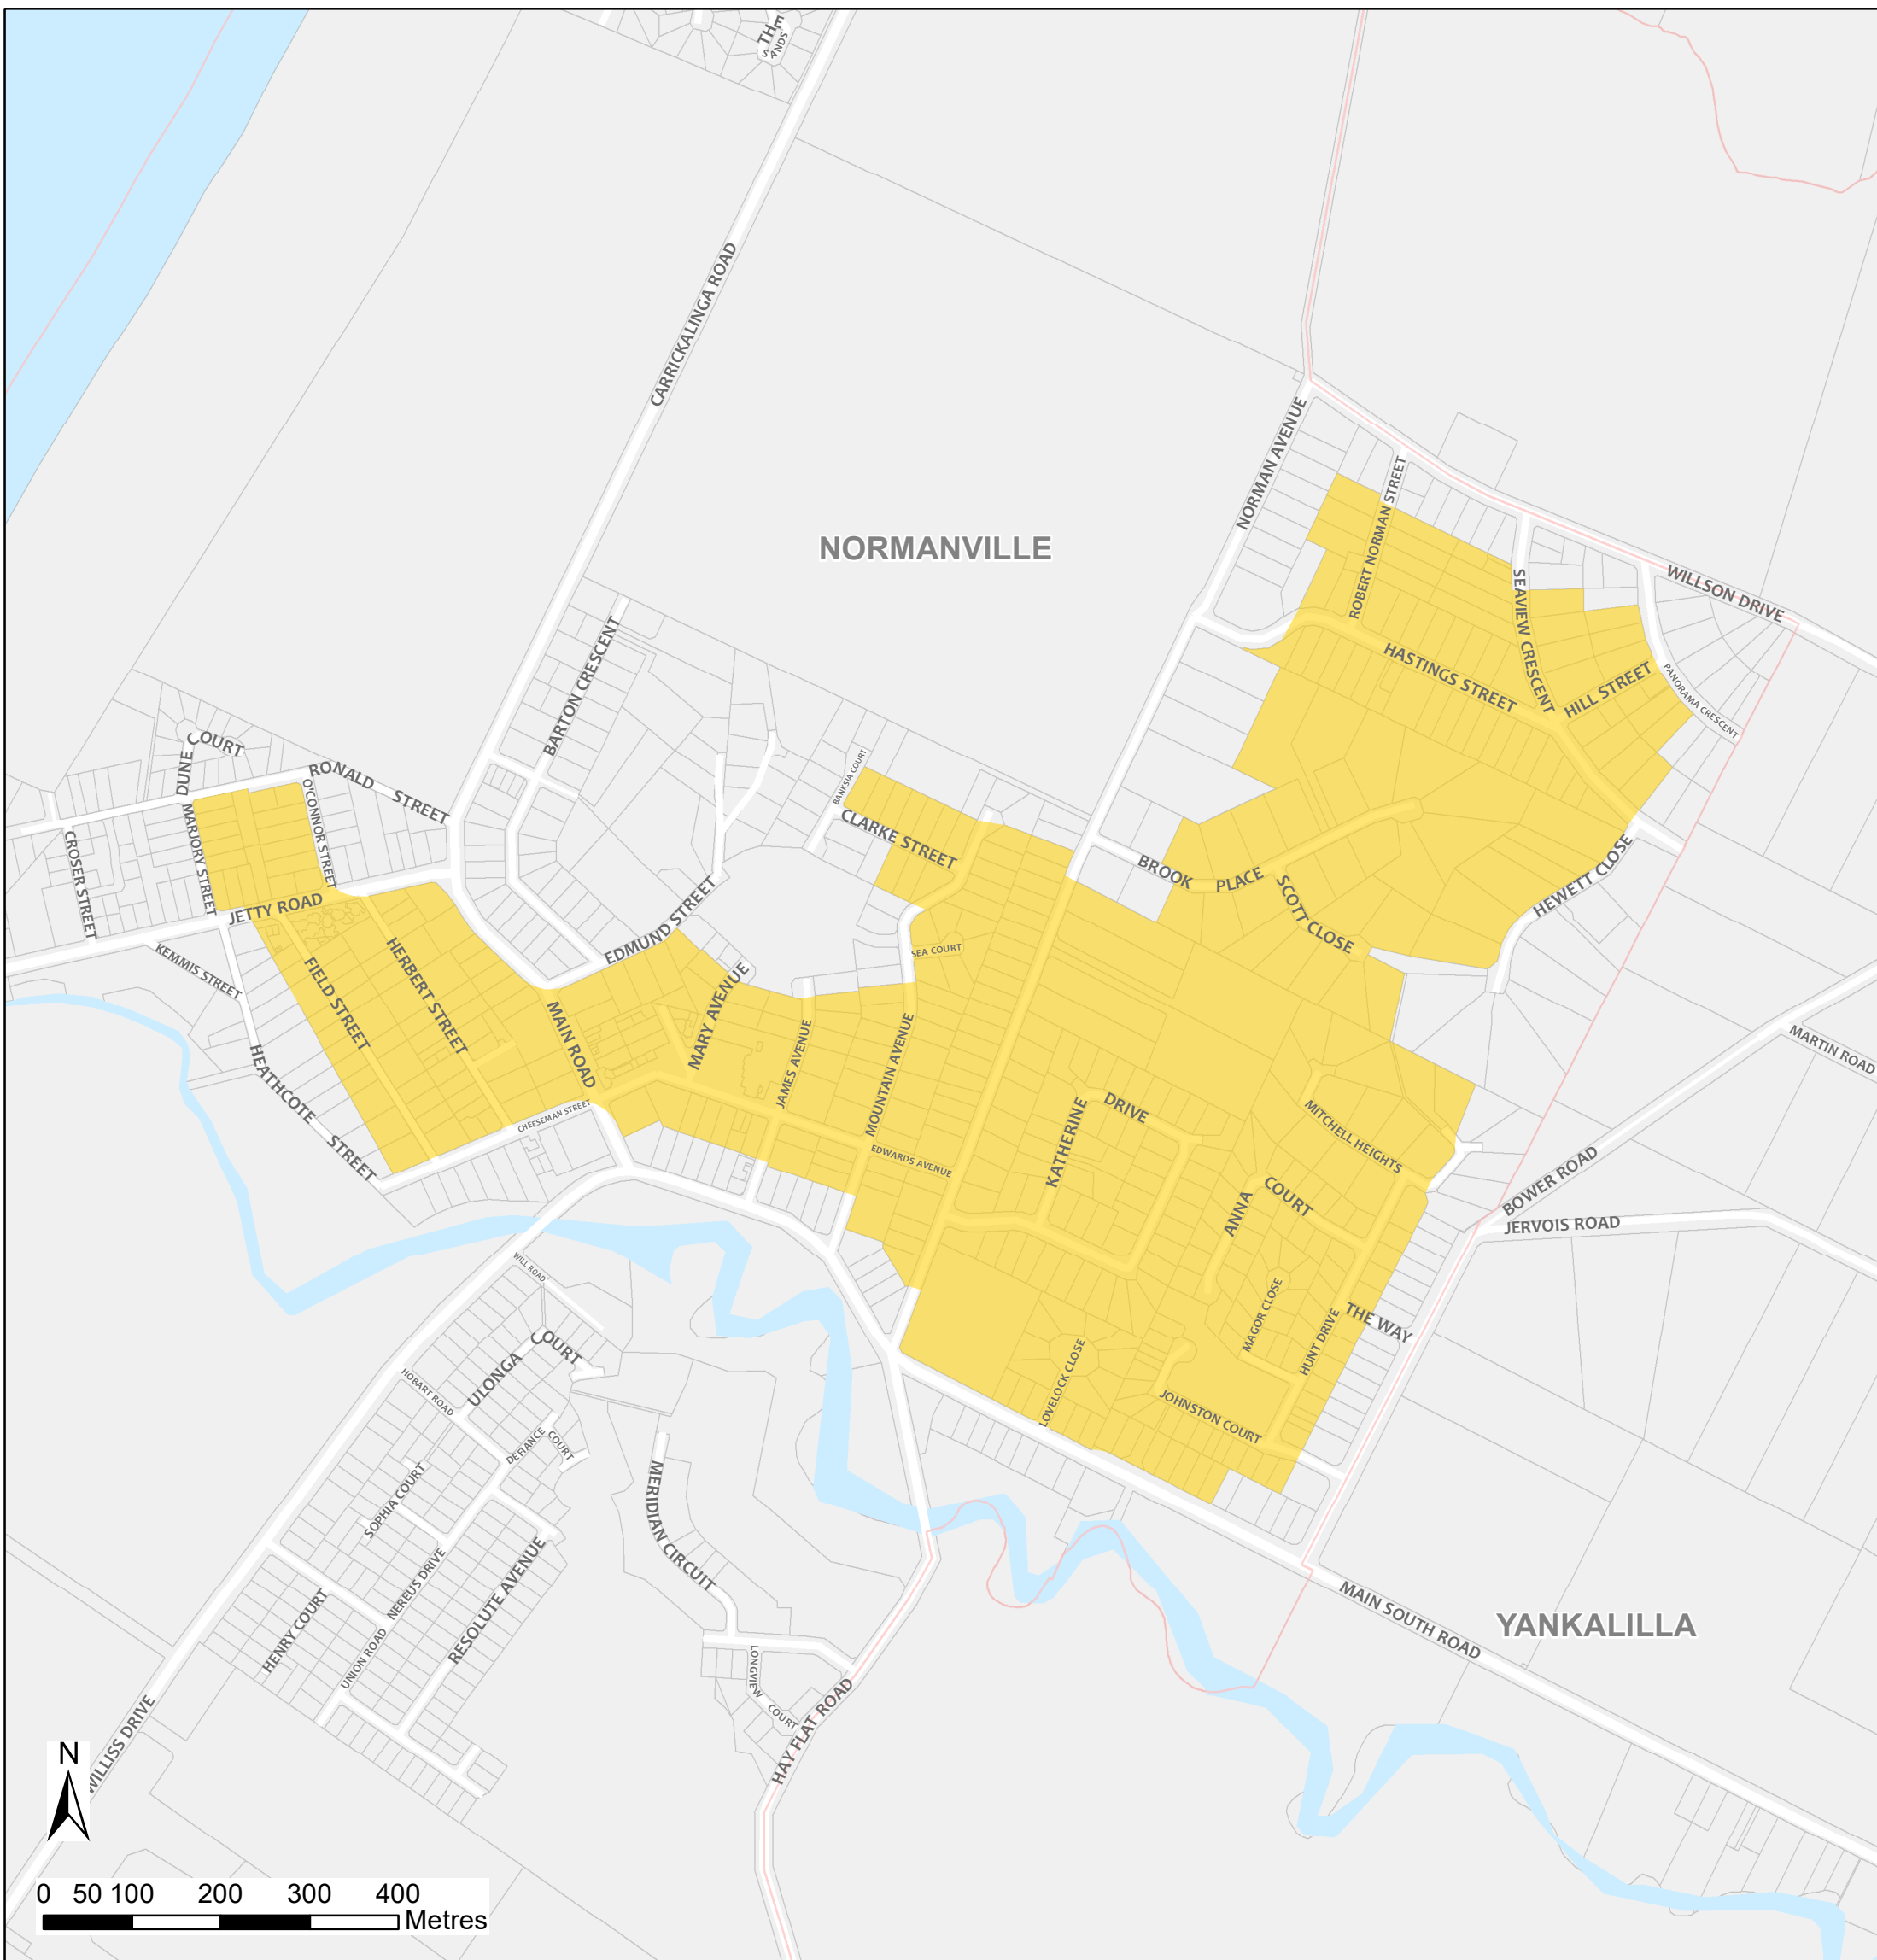 THE
SANDS
CARRICKALINGA ROAD
NORMAN AVENUE
ROBERT NORMAN STREET
NORMANVILLE
SEAVIEW CRESCENT
WILLSON DRIVE
HASTINGS STREET
HILL STREET
PANORAMA CRESCENT
BARTON CRESCENT
DUNE COURT
RONALD STREET
O'CONNOR STREET
MARJORY STREET
CROSER STREET
BANKSIA COURT
CLARKE STREET
BROOK PLACE
SCOTT CLOSE
HEWETT CLOSE
JETTY ROAD
KEMMIS STREET
EDMUND STREET
SEA COURT
FIELD STREET
HERBERT STREET
MAIN ROAD
MARY AVENUE
JAMES AVENUE
MOUNTAIN AVENUE
HEATHCOTE STREET
CHEESEMAN STREET
EDWARDS AVENUE
KATHERINE DRIVE
MITCHELL HEIGHTS
MARTIN ROAD
BOWER ROAD
JERVOIS ROAD
ANNA COURT
WILL ROAD
MAGOR CLOSE
HUNT DRIVE
THE WAY
ULONGA COURT
HOBART ROAD
LOVELOCK CLOSE
JOHNSTON COURT
DEFIANCE COURT
SOPHIA COURT
MERIDIAN CIRCUIT
NEREUS DRIVE
RESOLUTE AVENUE
HENRY COURT
UNION ROAD
LONGVIEW COURT
MAIN SOUTH ROAD
YANKALILLA
HAY FLAT ROAD
WILLISS DRIVE
N
0 50 100 200 300 400
Metres